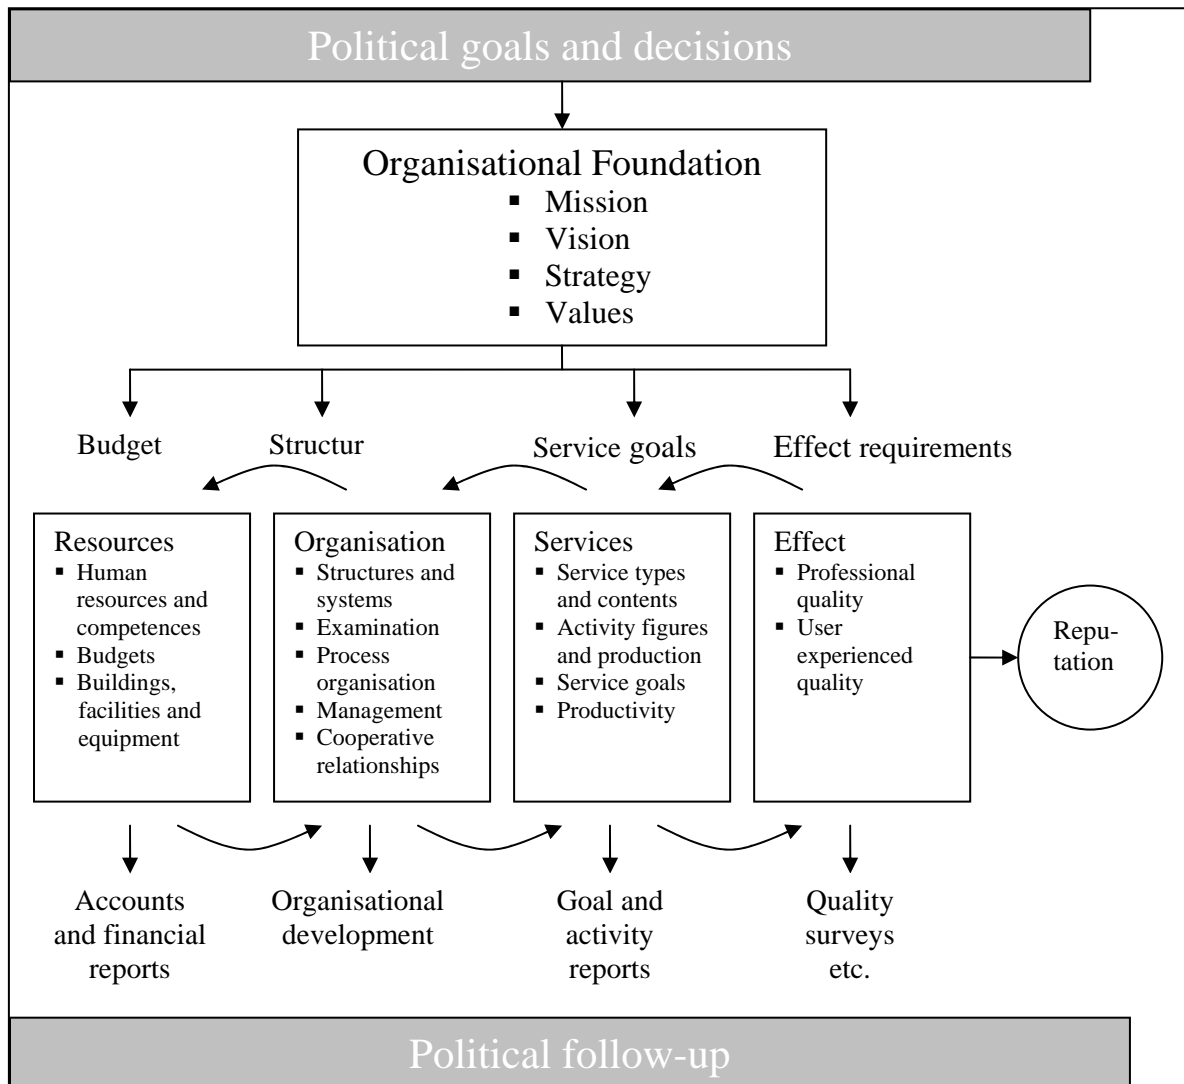 Political goals and decisions
Organisational Foundation
▪ Mission
▪ Vision
▪ Strategy
▪ Values
Budget
Structur
Service goals
Effect requirements
Resources
▪ Human
resources and
competences
▪ Budgets
▪ Buildings,
facilities and
equipment
Organisation
▪ Structures and
systems
▪ Examination
▪ Process
organisation
▪ Management
▪ Cooperative
relationships
Services
▪ Service types
and contents
▪ Activity figures
and production
▪ Service goals
▪ Productivity
Effect
▪ Professional
quality
▪ User
experienced
quality
Repu-
tation
Accounts
and financial
reports
Organisational
development
Goal and
activity
reports
Quality
surveys
etc.
Political follow-up